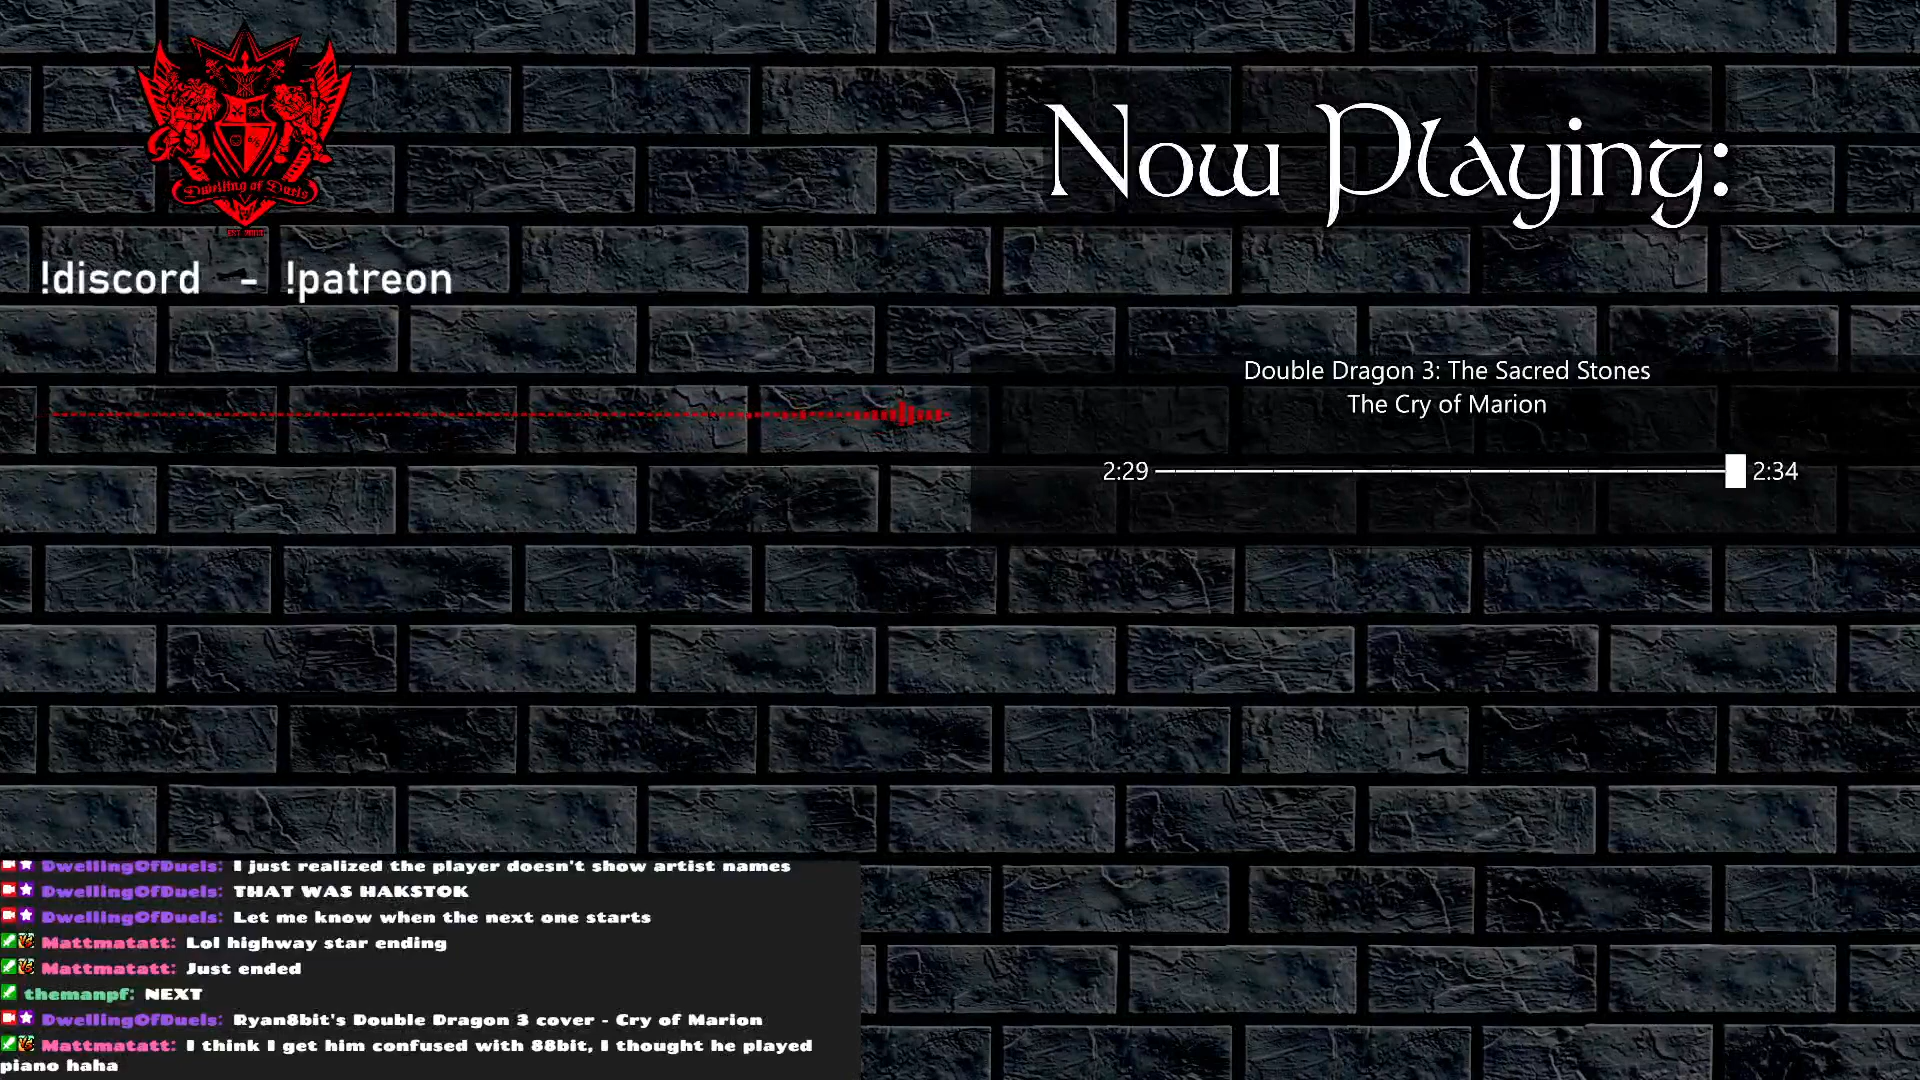 Dwelling of Duels
!discord - !patreon
Now Playing:
Double Dragon 3: The Sacred Stones
The Cry of Marion
2:29 2:34
DwellingOfDuels: I just realized the player doesn't show artist names
DwellingOfDuels: THAT WAS HAKSTOK
DwellingOfDuels: Let me know when the next one starts
Mattmatatt: Lol highway star ending
Mattmatatt: Just ended
themanpf: NEXT
DwellingOfDuels: Ryan8bit's Double Dragon 3 cover - Cry of Marion
Mattmatatt: I think I get him confused with 88bit, I thought he played
piano haha